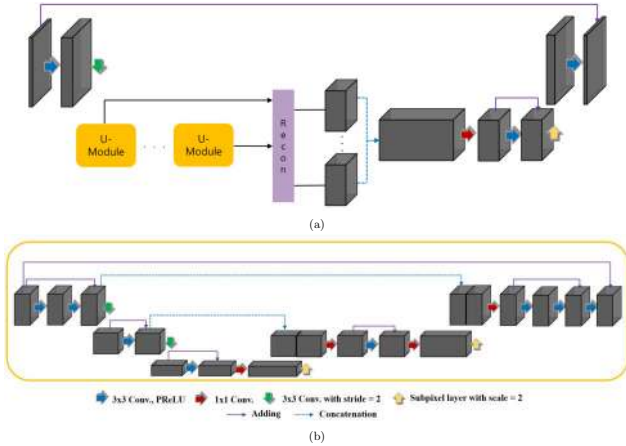 U-
Module
. . .
U-
Module
Recon
(a)
3x3 Conv., PReLU
1x1 Conv.
3x3 Conv. with stride = 2
Subpixel layer with scale = 2
Adding
Concatenation
(b)